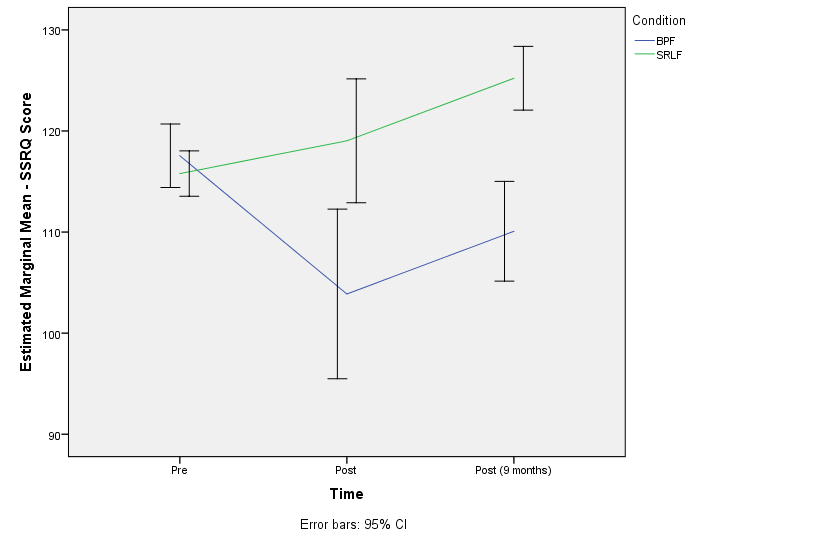 Condition
BPF
SRLF
Estimated Marginal Mean - SSRQ Score
130
120
110
100
90
Pre
Post
Post (9 months)
Time
Error bars: 95% CI